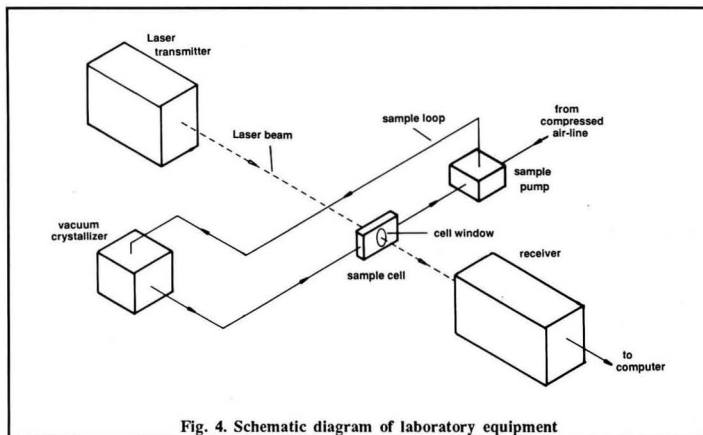 Laser
transmitter
Laser beam
sample loop
from
compressed
air-line
sample
pump
vacuum
crystallizer
cell window
sample cell
receiver
to
computer
Fig. 4. Schematic diagram of laboratory equipment